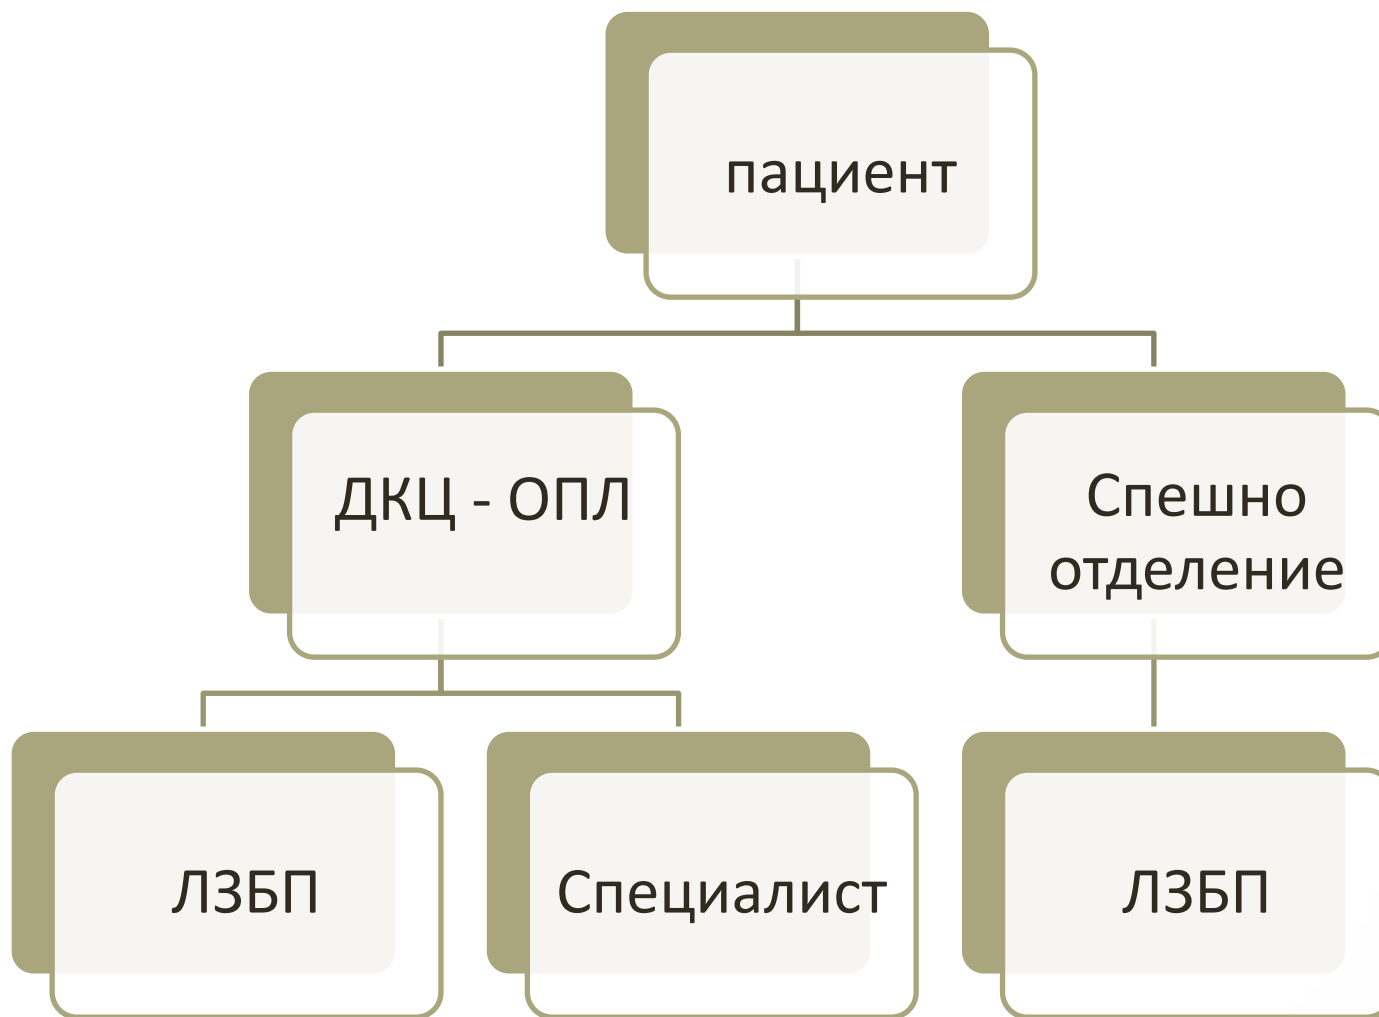 пациент
ДКЦ - ОПЛ
Спешно
отделение
ЛЗБП
Специалист
ЛЗБП